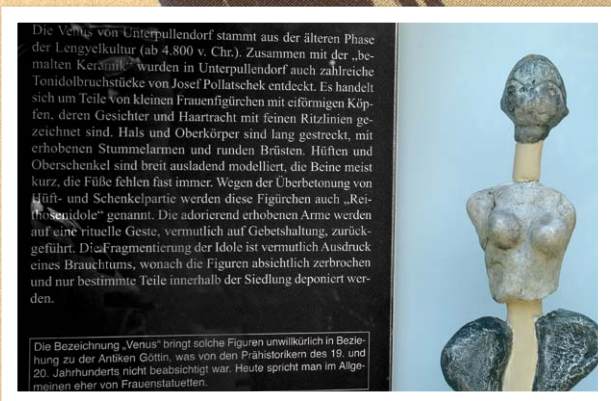 Die Venus von Unterpullendorf stammt aus der älteren Phase
der Lengyelkultur (ab 4.800 v. Chr.). Zusammen mit der „be-
malten Keramik“ wurden in Unterpullendorf auch zahlreiche
Tonidolbruchstücke von Josef Pollatschek entdeckt. Es handelt
sich um Teile von kleinen Frauenfigürchen mit eiförmigen Köp-
fen, deren Gesichter und Haartracht mit feinen Ritzlinien ge-
zeichnet sind. Hals und Oberkörper sind lang gestreckt, mit
erhobenen Stummelarmen und runden Brüsten. Hüften und
Oberschenkel sind breit ausladend modelliert, die Beine meist
kurz, die Füße fehlen fast immer. Wegen der Überbetonung von
Hüft- und Schenkelpartie werden diese Figürchen auch „Rei-
thosenidole“ genannt. Die adorierend erhobenen Arme werden
auf eine rituelle Geste, vermutlich auf Gebetshaltung, zurück-
geführt. Die Fragmentierung der Idole ist vermutlich Ausdruck
eines Brauchtums, wonach die Figuren absichtlich zerbrochen
und nur bestimmte Teile innerhalb der Siedlung deponiert wer-
den.
Die Bezeichnung „Venus“ bringt solche Figuren unwillkürlich in Bezie-
hung zu der Antiken Göttin, was von den Prähistorikern des 19. und
20. Jahrhunderts nicht beabsichtigt war. Heute spricht man im Allge-
meinen eher von Frauenstatuetten.